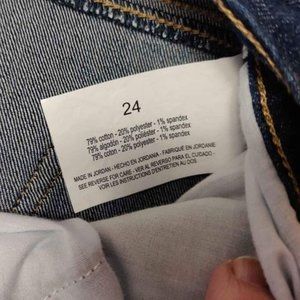 24
79% cotton - 20% polyester - 1% spandex
79% algodón - 20% poliéster - 1% spandex
79% coton - 20% polyester - 1% spandex
MADE IN JORDAN - HECHO EN JORDANIA - FABRIQUÉ EN JORDANIE
SEE REVERSE FOR CARE - VER AL REVERSO PARA EL CUIDADO -
VOIR LES INSTRUCTIONS D'ENTRETIEN AU DOS